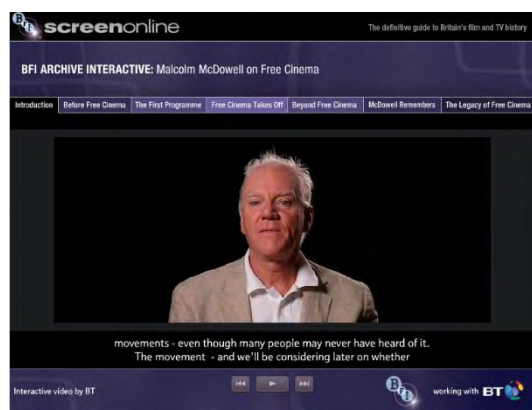 BFI screenonline
The definitive guide to Britain's film and TV history
BFI ARCHIVE INTERACTIVE: Malcolm McDowell on Free Cinema
Introduction
Before Free Cinema
The First Programme
Free Cinema Takes Off
Beyond Free Cinema
McDowell Remembers
The Legacy of Free Cinema
movements - even though many people may never have heard of it.
The movement - and we'll be considering later on whether
Interactive video by BT
BFI
working with BT